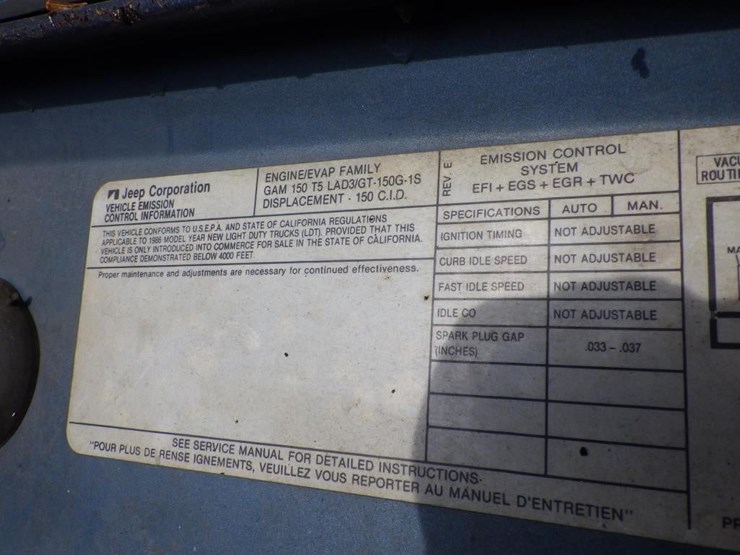 Jeep Corporation
VEHICLE EMISSION
CONTROL INFORMATION
ENGINE/EVAP FAMILY
GAM 150 T5 LAD3/GT-150G-1S
DISPLACEMENT - 150 C.I.D.
THIS VEHICLE CONFORMS TO U.S.E.P.A. AND STATE OF CALIFORNIA REGULATIONS
APPLICABLE TO 1986 MODEL YEAR NEW LIGHT DUTY TRUCKS (LDT). PROVIDED THAT THIS
VEHICLE IS ONLY INTRODUCED INTO COMMERCE FOR SALE IN THE STATE OF CALIFORNIA.
COMPLIANCE DEMONSTRATED BELOW 4000 FEET
Proper maintenance and adjustments are necessary for continued effectiveness.
REV. E
EMISSION CONTROL
SYSTEM
EFI + EGS + EGR + TWC
SPECIFICATIONS AUTO MAN.
IGNITION TIMING NOT ADJUSTABLE
CURB IDLE SPEED NOT ADJUSTABLE
FAST IDLE SPEED NOT ADJUSTABLE
IDLE CO NOT ADJUSTABLE
SPARK PLUG GAP
(INCHES) .033 - .037
SEE SERVICE MANUAL FOR DETAILED INSTRUCTIONS.
"POUR PLUS DE RENSE IGNEMENTS, VEUILLEZ VOUS REPORTER AU MANUEL D'ENTRETIEN"
VACU
ROUTI
MA
PR